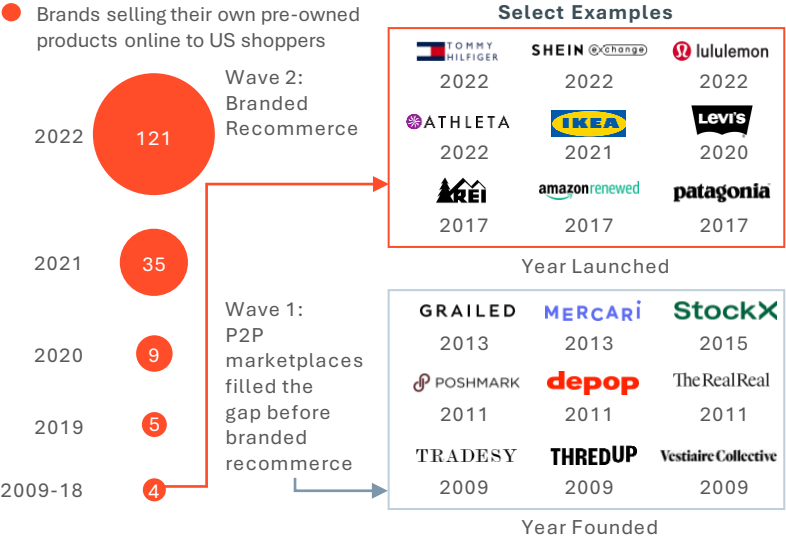 Brands selling their own pre-owned
products online to US shoppers
2022
121
2021
35
2020
9
2019
5
2009-18
4
Wave 2:
Branded
Recommerce
Wave 1:
P2P
marketplaces
filled the
gap before
branded
recommerce
Select Examples
TOMMY
HILFIGER
SHEIN exchange
lululemon
2022
2022
2022
ATHLETA
IKEA
LEVI'S
2022
2021
2020
REI
amazonrenewed
patagonia
2017
2017
2017
Year Launched
GRAILED
MERCARI
StockX
2013
2013
2015
POSHMARK
depop
The RealReal
2011
2011
2011
TRADESY
THREDUP
Vestiaire Collective
2009
2009
2009
Year Founded